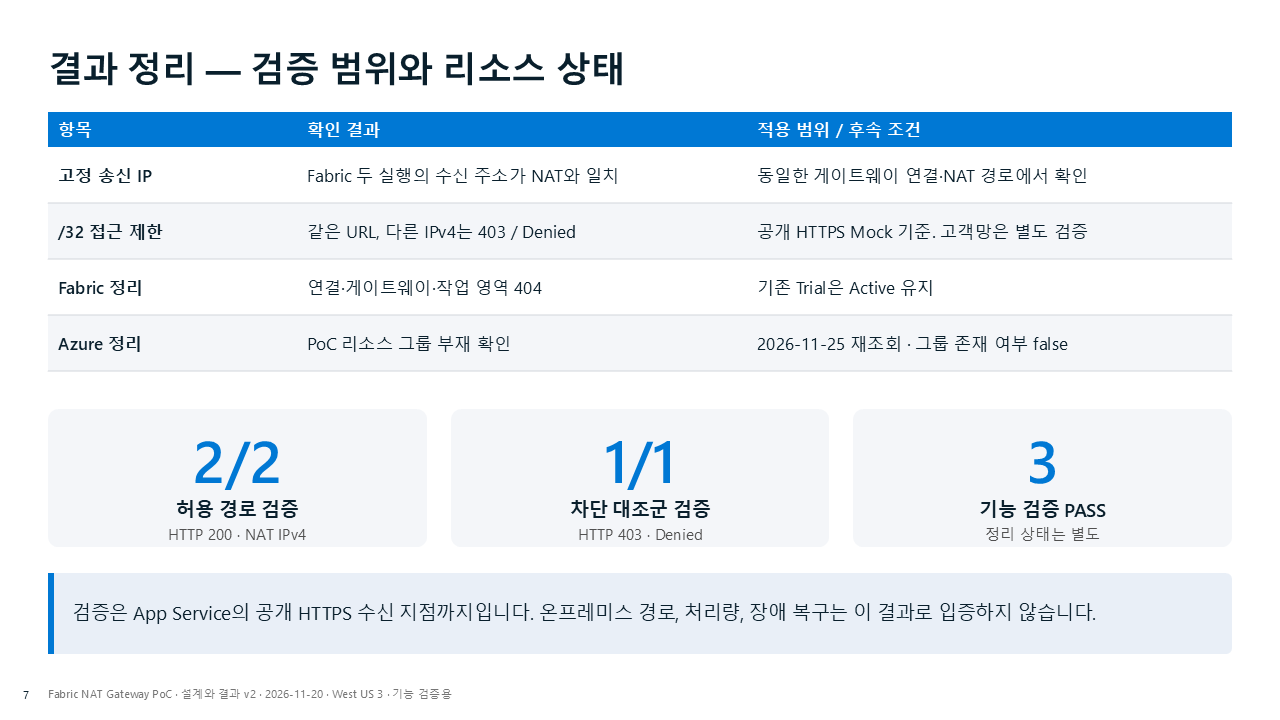 결과 정리 — 검증 범위와 리소스 상태
항목 확인 결과 적용 범위 / 후속 조건
고정 송신 IP Fabric 두 실행의 수신 주소가 NAT와 일치 동일한 게이트웨이 연결·NAT 경로에서 확인
/32 접근 제한 같은 URL, 다른 IPv4는 403 / Denied 공개 HTTPS Mock 기준. 고객망은 별도 검증
Fabric 정리 연결·게이트웨이·작업 영역 404 기존 Trial은 Active 유지
Azure 정리 PoC 리소스 그룹 부재 확인 2026-11-25 재조회 · 그룹 존재 여부 false
2/2
허용 경로 검증
HTTP 200 · NAT IPv4
1/1
차단 대조군 검증
HTTP 403 · Denied
3
기능 검증 PASS
정리 상태는 별도
검증은 App Service의 공개 HTTPS 수신 지점까지입니다. 온프레미스 경로, 처리량, 장애 복구는 이 결과로 입증하지 않습니다.
7 Fabric NAT Gateway PoC · 설계와 결과 v2 · 2026-11-20 · West US 3 · 기능 검증용